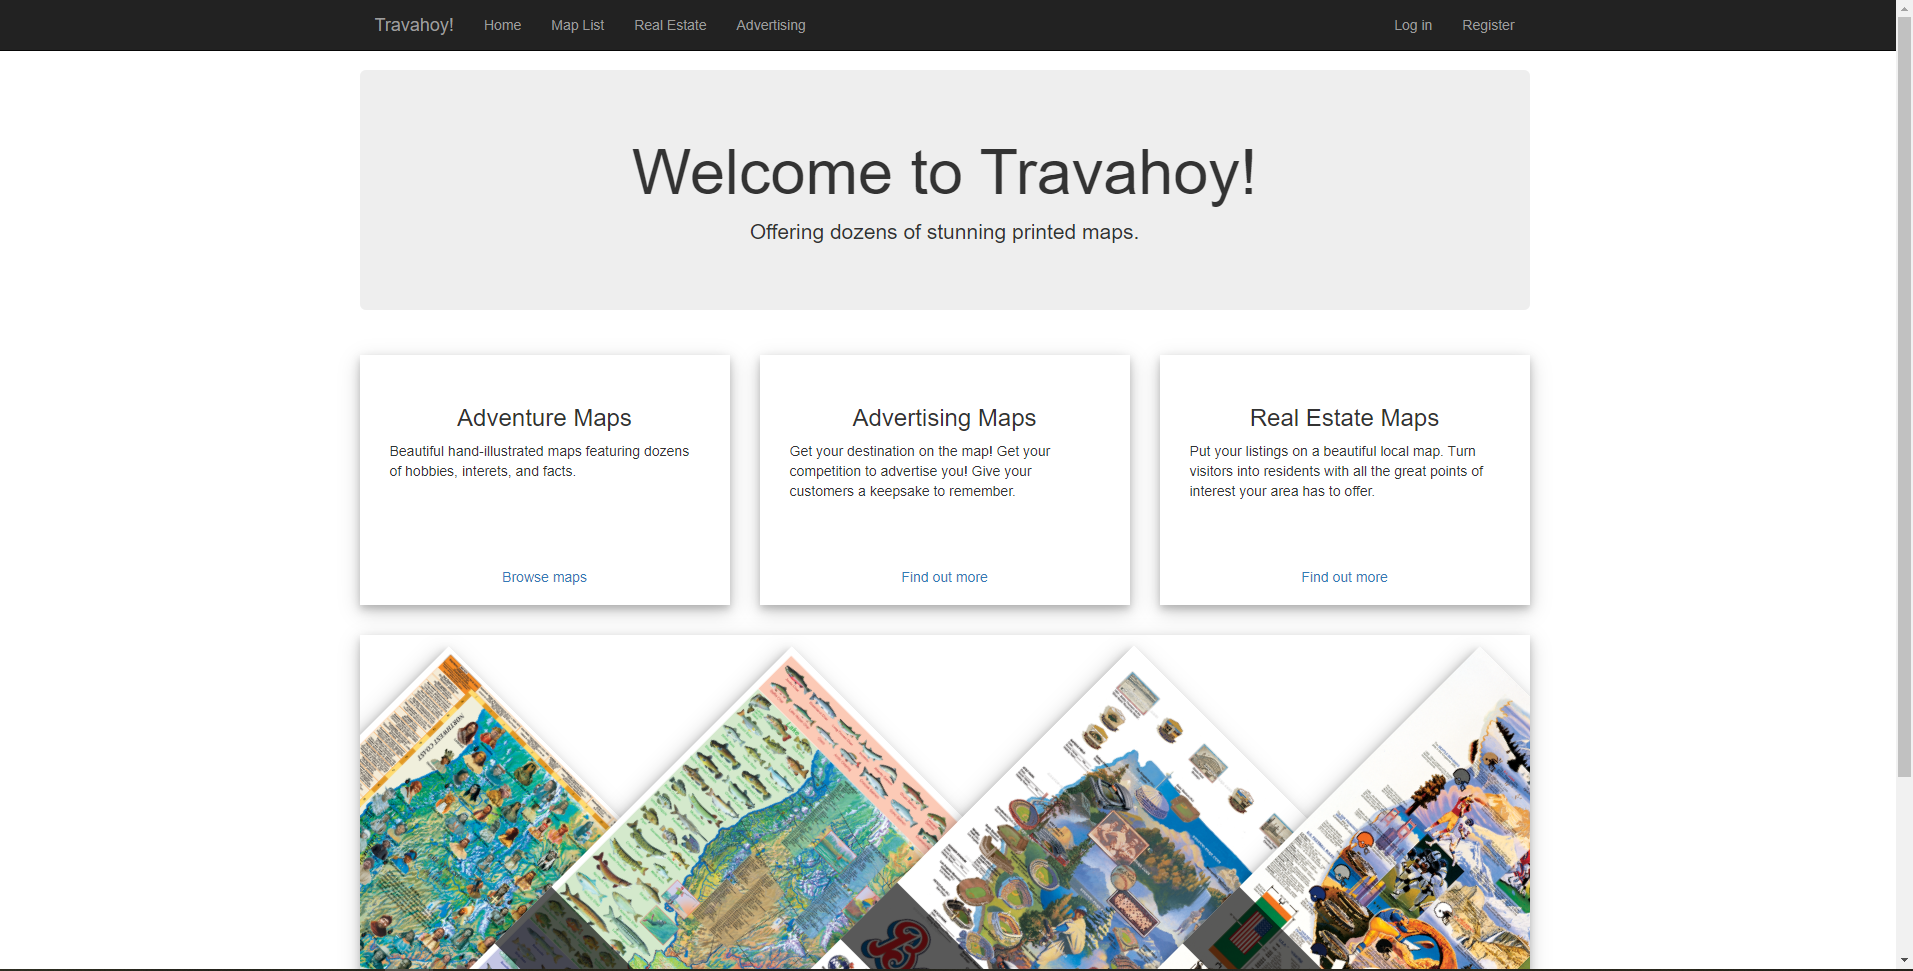 Travahoy! Home Map List Real Estate Advertising Log in Register
Welcome to Travahoy!
Offering dozens of stunning printed maps.
Adventure Maps
Beautiful hand-illustrated maps featuring dozens
of hobbies, interets, and facts.
Browse maps
Advertising Maps
Get your destination on the map! Get your
competition to advertise you! Give your
customers a keepsake to remember.
Find out more
Real Estate Maps
Put your listings on a beautiful local map. Turn
visitors into residents with all the great points of
interest your area has to offer.
Find out more
NORTHWEST COAST